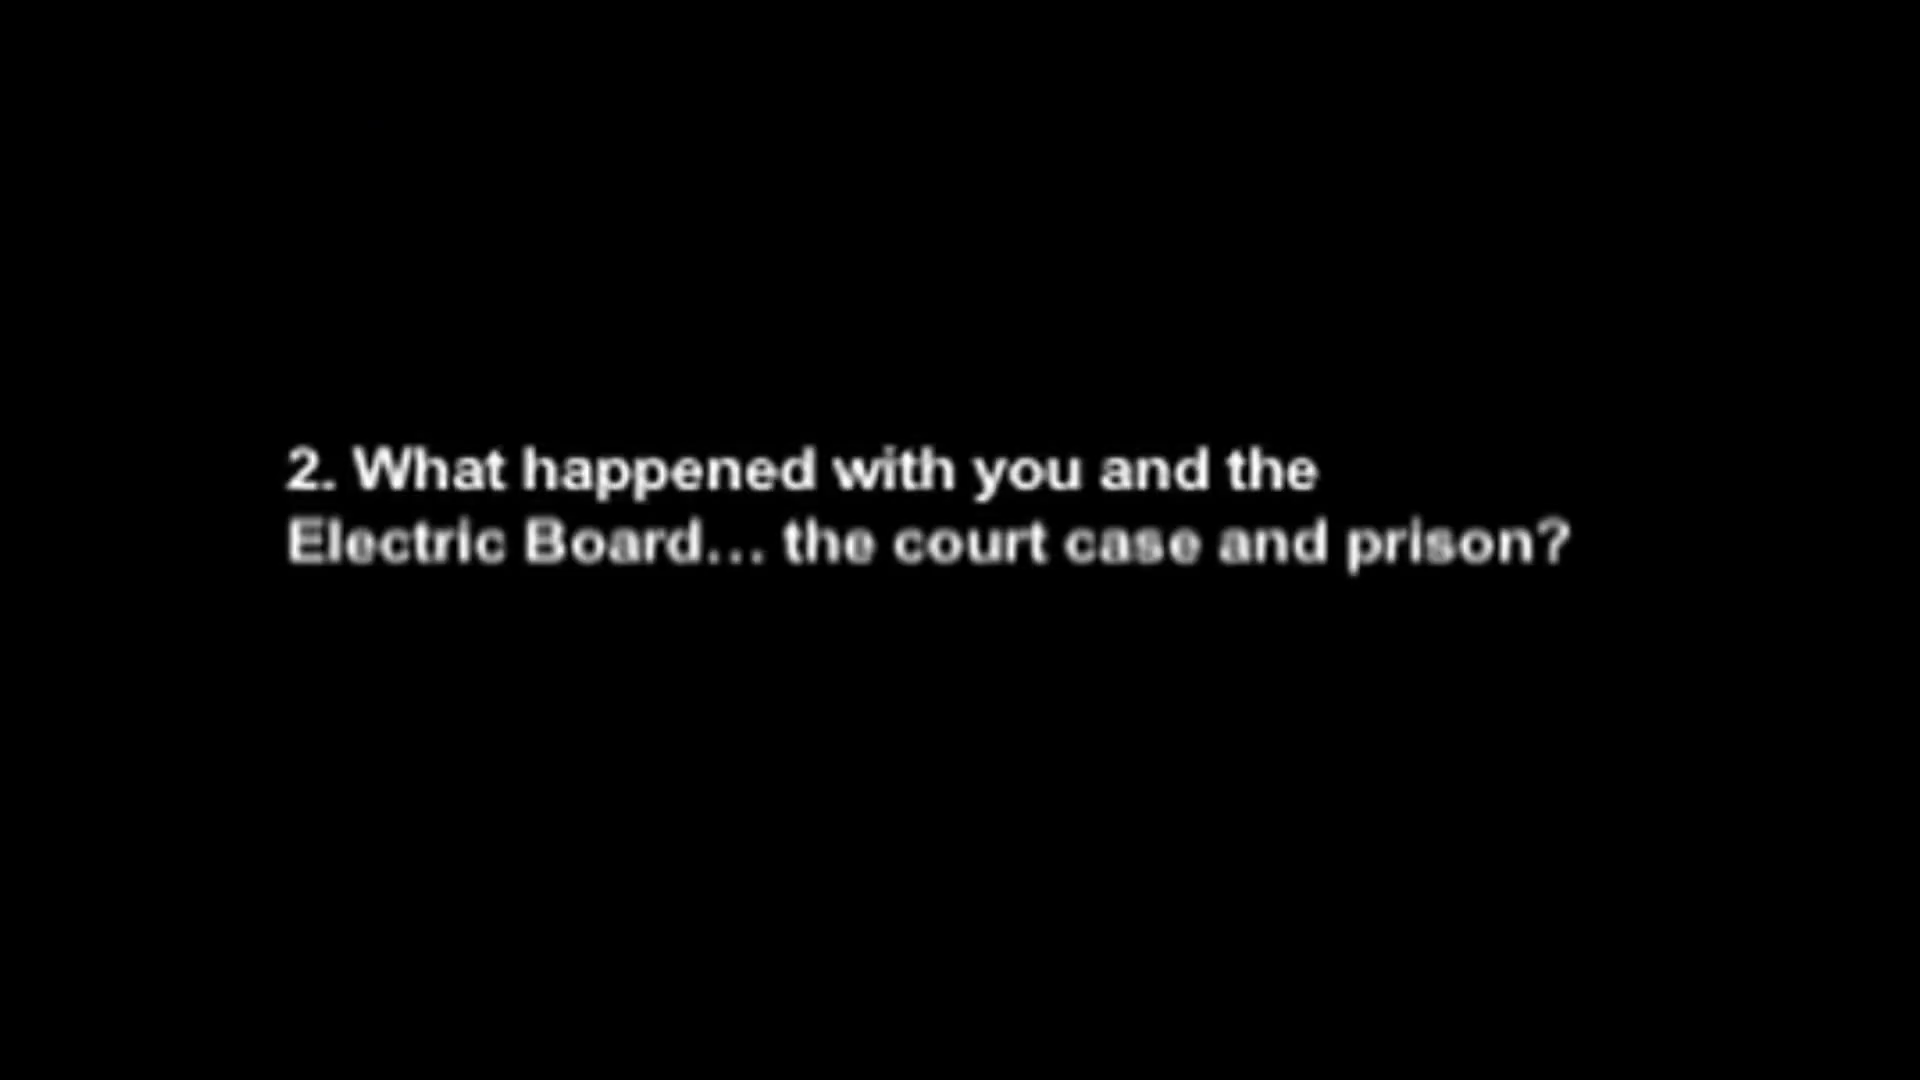 2. What happened with you and the
Electric Board... the court case and prison?